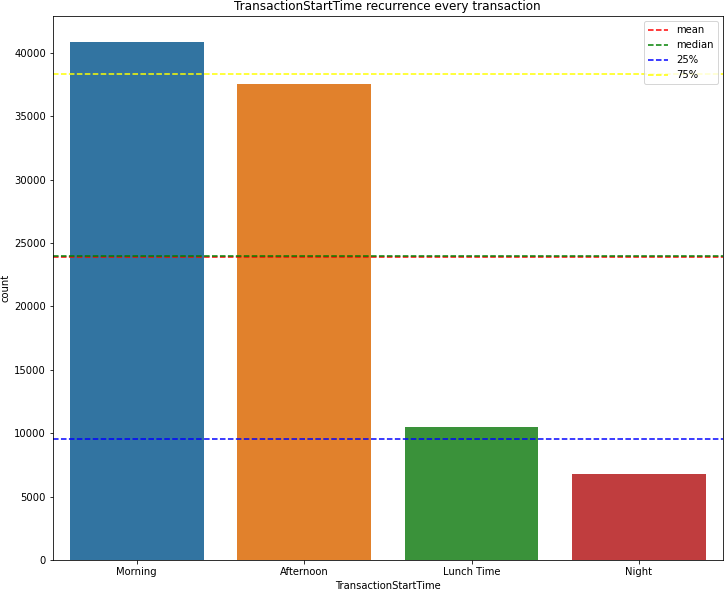 TransactionStartTime recurrence every transaction
mean
median
25%
75%
40000
35000
30000
25000
20000
15000
10000
5000
0
count
Morning
Afternoon
Lunch Time
Night
TransactionStartTime